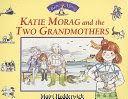 KATIE MORAG AND THE
TWO GRANDMOTHERS
Mairi Hedderwick